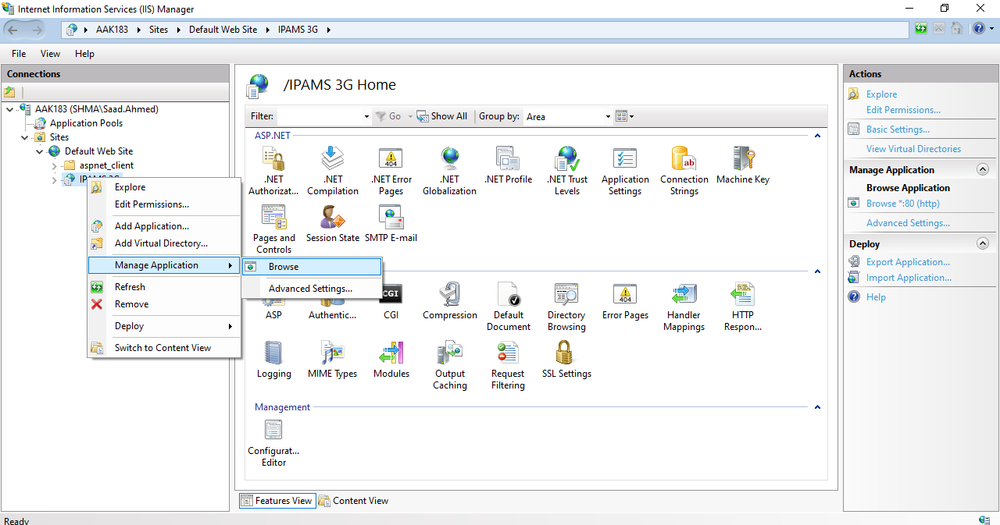 Internet Information Services (IIS) Manager
AAK183 Sites Default Web Site IPAMS 3G
File View Help
Connections
AAK183 (SHMA\Saad.Ahmed)
Application Pools
Sites
Default Web Site
aspnet_client
IPAMS 3G
Explore
Edit Permissions...
Add Application...
Add Virtual Directory...
Manage Application
Refresh
Remove
Deploy
Switch to Content View
Browse
Advanced Settings...
/IPAMS 3G Home
Filter: Go Show All Group by: Area
ASP.NET
.NET Authorizat...
.NET Compilation
.NET Error Pages
.NET Globalization
.NET Profile
.NET Trust Levels
Application Settings
Connection Strings
Machine Key
Pages and Controls
Session State
SMTP E-mail
ASP
Authentic...
CGI
Compression
Default Document
Directory Browsing
Error Pages
Handler Mappings
HTTP Respon...
Logging
MIME Types
Modules
Output Caching
Request Filtering
SSL Settings
Management
Configurat... Editor
Features View
Content View
Actions
Explore
Edit Permissions...
Basic Settings...
View Virtual Directories
Manage Application
Browse Application
Browse *:80 (http)
Advanced Settings...
Deploy
Export Application...
Import Application...
Help
Ready